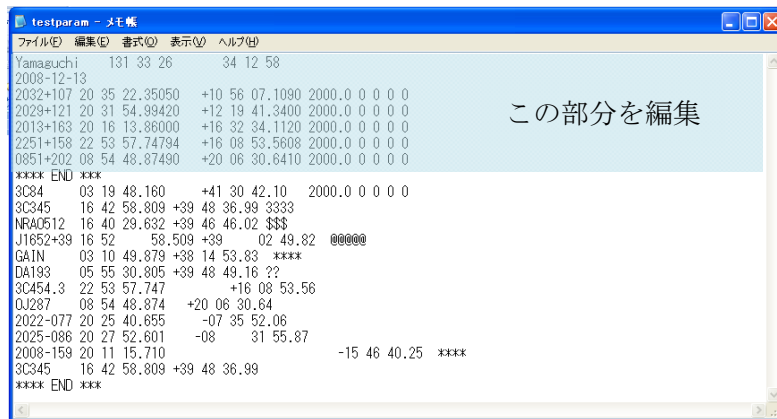 testparam - メモ帳
ファイル(F) 編集(E) 書式(O) 表示(V) ヘルプ(H)
Yamaguchi 131 33 26 34 12 58
2008-12-13
2032+107 20 35 22.35050 +10 56 07.1090 2000.0 0 0 0 0
2029+121 20 31 54.99420 +12 19 41.3400 2000.0 0 0 0 0
2013+163 20 16 13.86000 +16 32 34.1120 2000.0 0 0 0 0
2251+158 22 53 57.74794 +16 08 53.5608 2000.0 0 0 0 0
0851+202 08 54 48.87490 +20 06 30.6410 2000.0 0 0 0 0
この部分を編集
**** END ***
3C84 03 19 48.160 +41 30 42.10 2000.0 0 0 0 0
3C345 16 42 58.809 +39 48 36.99 3333
NRAO512 16 40 29.632 +39 46 46.02 $$$
J1652+39 16 52 58.509 +39 02 49.82 @@@@@
GAIN 03 10 49.879 +38 14 53.83 ****
DA193 05 55 30.805 +39 48 49.16 ??
3C454.3 22 53 57.747 +16 08 53.56
OJ287 08 54 48.874 +20 06 30.64
2022-077 20 25 40.655 -07 35 52.06
2025-086 20 27 52.601 -08 31 55.87
2008-159 20 11 15.710 -15 46 40.25 ****
3C345 16 42 58.809 +39 48 36.99
**** END ***